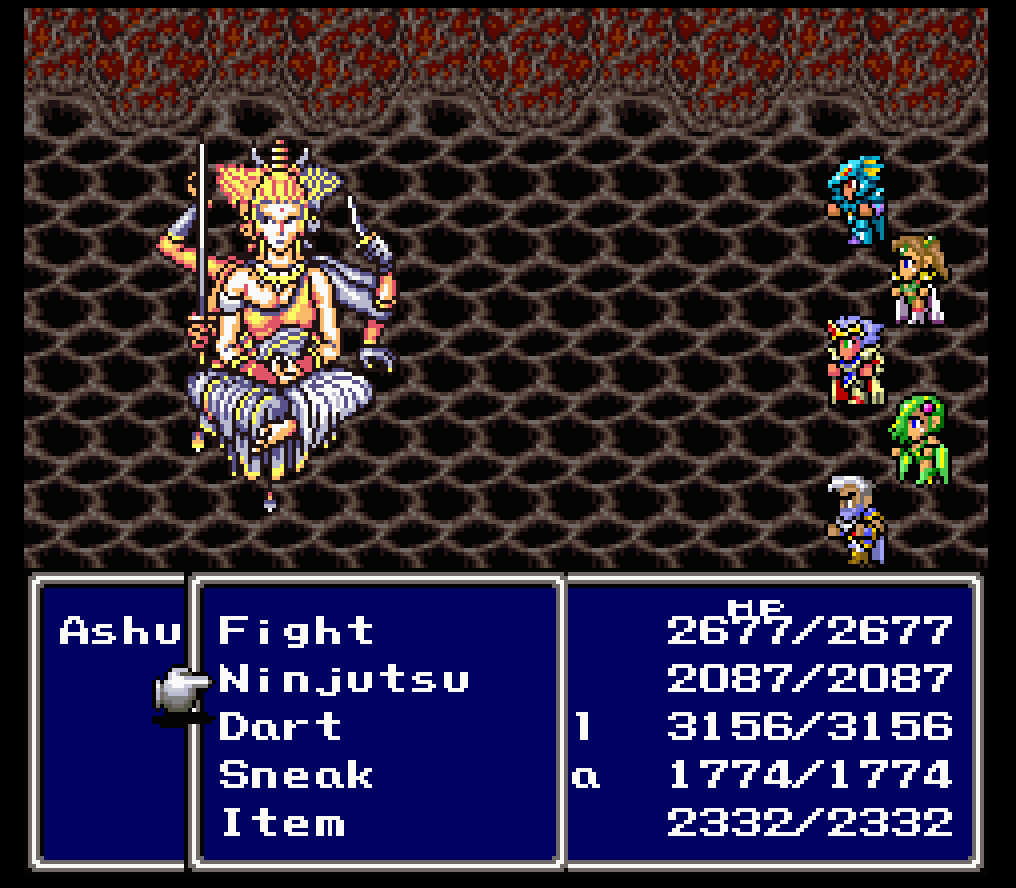 HP
Ashu Fight 2677/2677
Ninjutsu 2087/2087
Dart l 3156/3156
Sneak a 1774/1774
Item 2332/2332